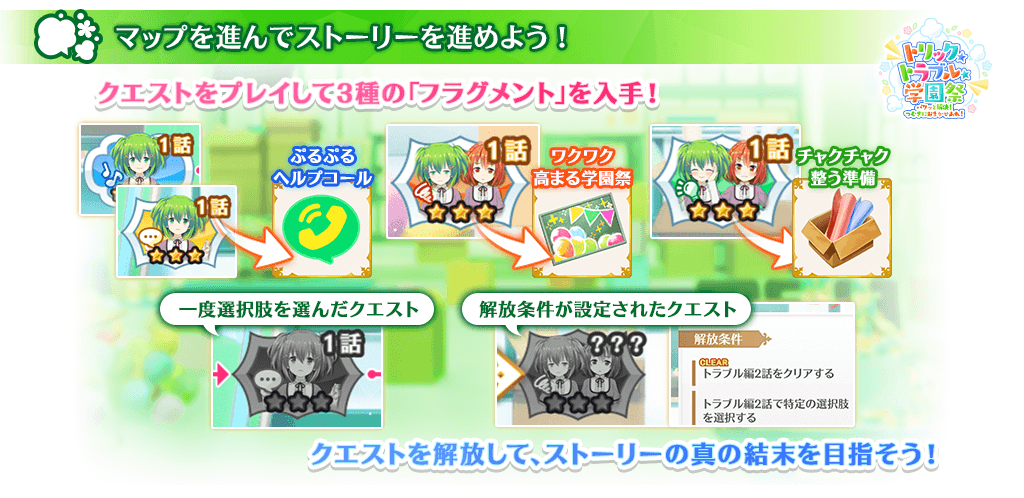 マップを進んでストーリーを進めよう！
トリック☆
トラブル☆
学園祭
クエストをプレイして3種の「フラグメント」を入手！
1話
1話
ぷるぷる
ヘルプコール
1話
ワクワク
高まる学園祭
1話
チャクチャク
整う準備
一度選択肢を選んだクエスト
1話
解放条件が設定されたクエスト
？？？
解放条件
CLEAR
トラブル編2話をクリアする
トラブル編2話で特定の選択肢
を選択する
クエストを解放して、ストーリーの真の結末を目指そう！